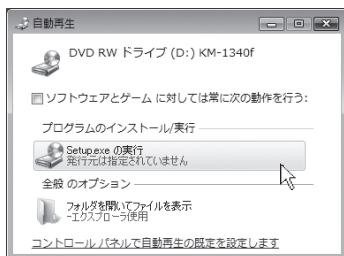 自動再生
DVD RW ドライブ (D:) KM-1340f
ソフトウェアとゲーム に対しては常に次の動作を行う:
プログラムのインストール/実行
Setup.exe の実行
発行元は指定されていません
全般 のオプション
フォルダを開いてファイルを表示
-エクスプローラ使用
コントロール パネルで自動再生の既定を設定します